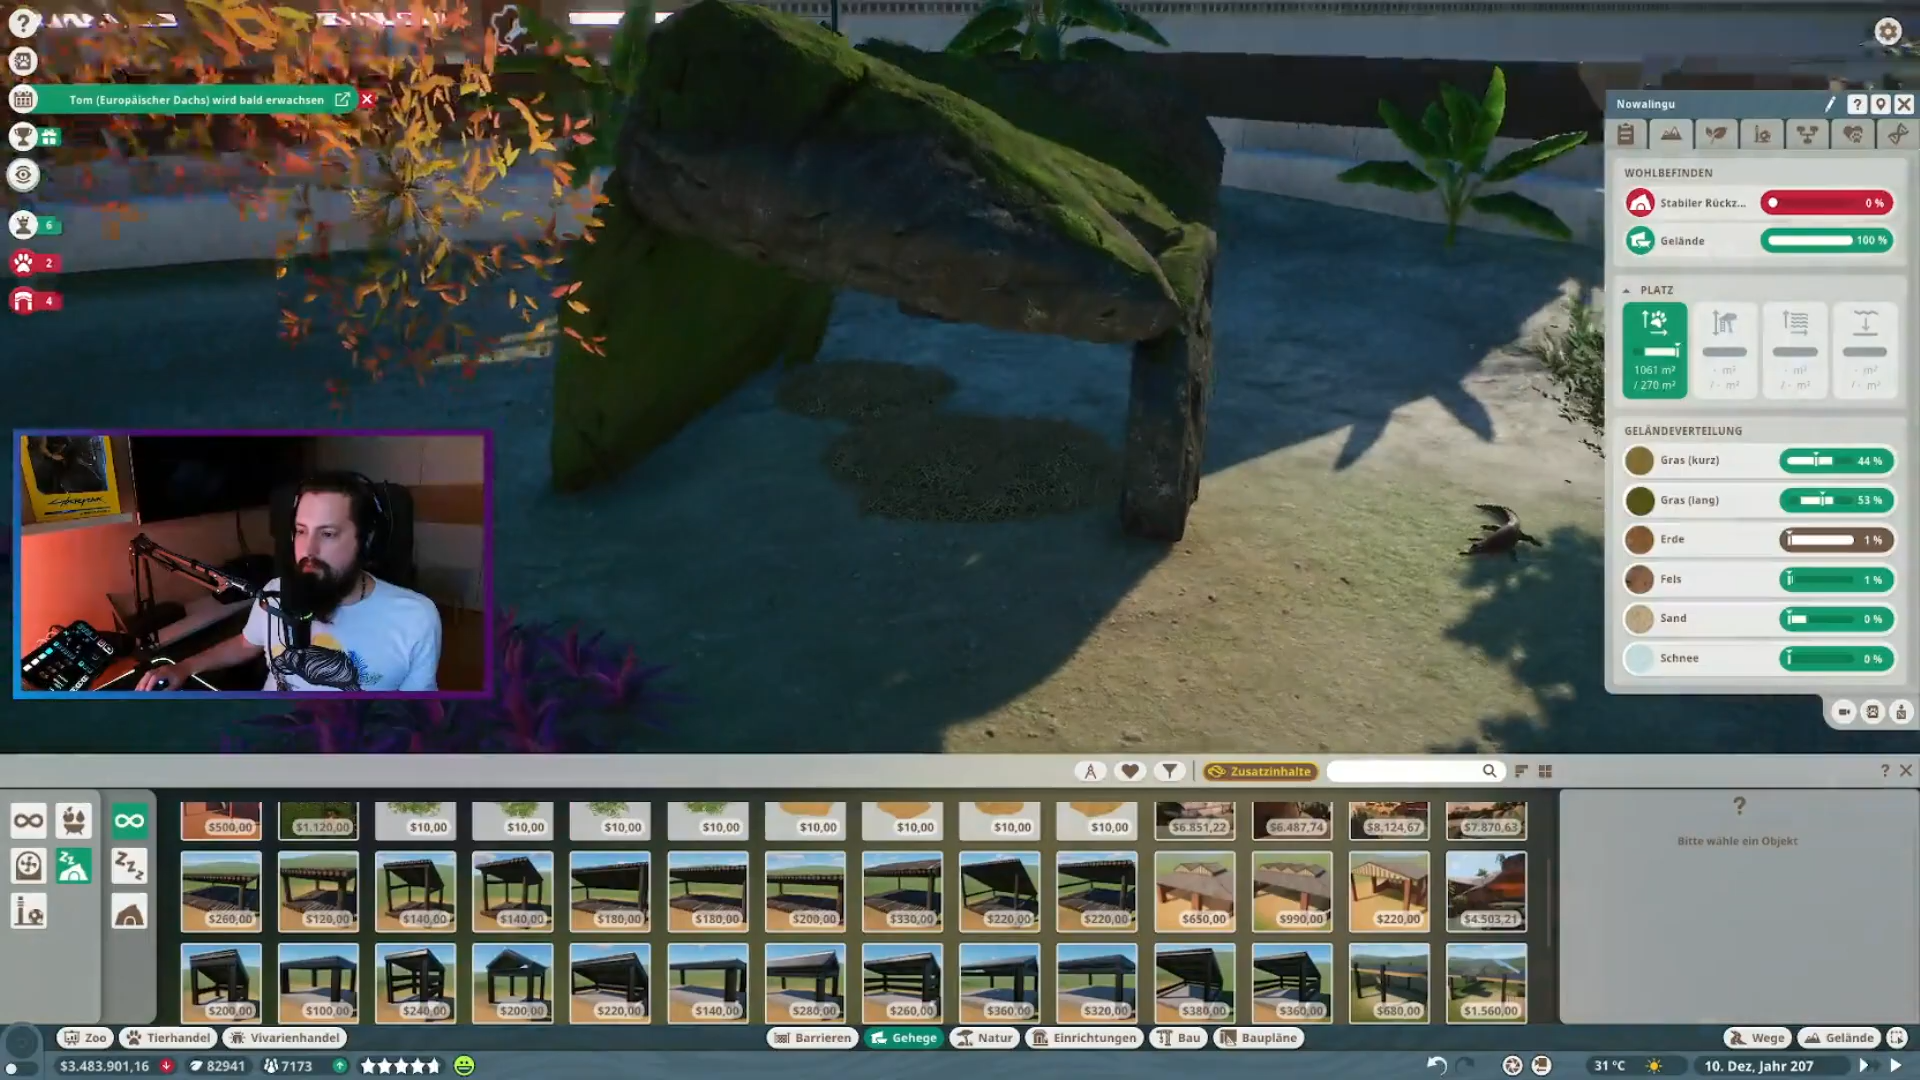 Tom (Europäischer Dachs) wird bald erwachsen
6
2
4
Nowalingu
WOHLBEFINDEN
Stabiler Rückz... 0 %
Gelände 100 %
PLATZ
1061 m² / 270 m²
- m² / - m²
- m² / - m²
- m² / - m²
GELÄNDEVERTEILUNG
Gras (kurz) 44 %
Gras (lang) 53 %
Erde 1 %
Fels 1 %
Sand 0 %
Schnee 0 %
Zusatzinhalte
Bitte wähle ein Objekt
$500,00 $1.120,00 $10,00 $10,00 $10,00 $10,00 $10,00 $10,00 $10,00 $10,00 $6.851,22 $6.487,74 $8.124,67 $7.870,63
$260,00 $120,00 $140,00 $140,00 $180,00 $180,00 $200,00 $330,00 $220,00 $220,00 $650,00 $990,00 $220,00 $4.503,21
$200,00 $100,00 $240,00 $200,00 $220,00 $140,00 $280,00 $260,00 $360,00 $320,00 $380,00 $360,00 $680,00 $1.560,00
Zoo Tierhandel Vivarienhandel Barrieren Gehege Natur Einrichtungen Bau Baupläne Wege Gelände
$3.483.901,16 82941 7173 31 °C 10. Dez, Jahr 207